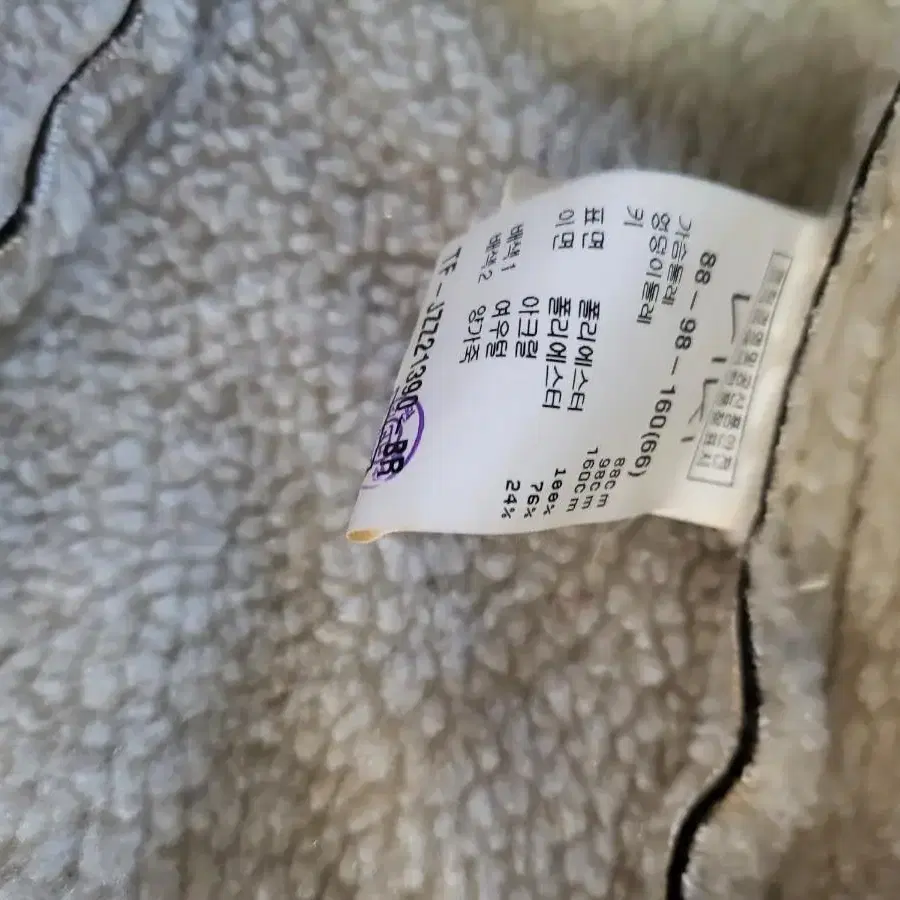 88-98-160(66)
가슴둘레 88cm
엉덩이둘레 98cm
키 160cm
표면 폴리에스터 100%
이면 폴리에스터 76%
아크릴 24%
배색1 여우털
배색2 양가죽